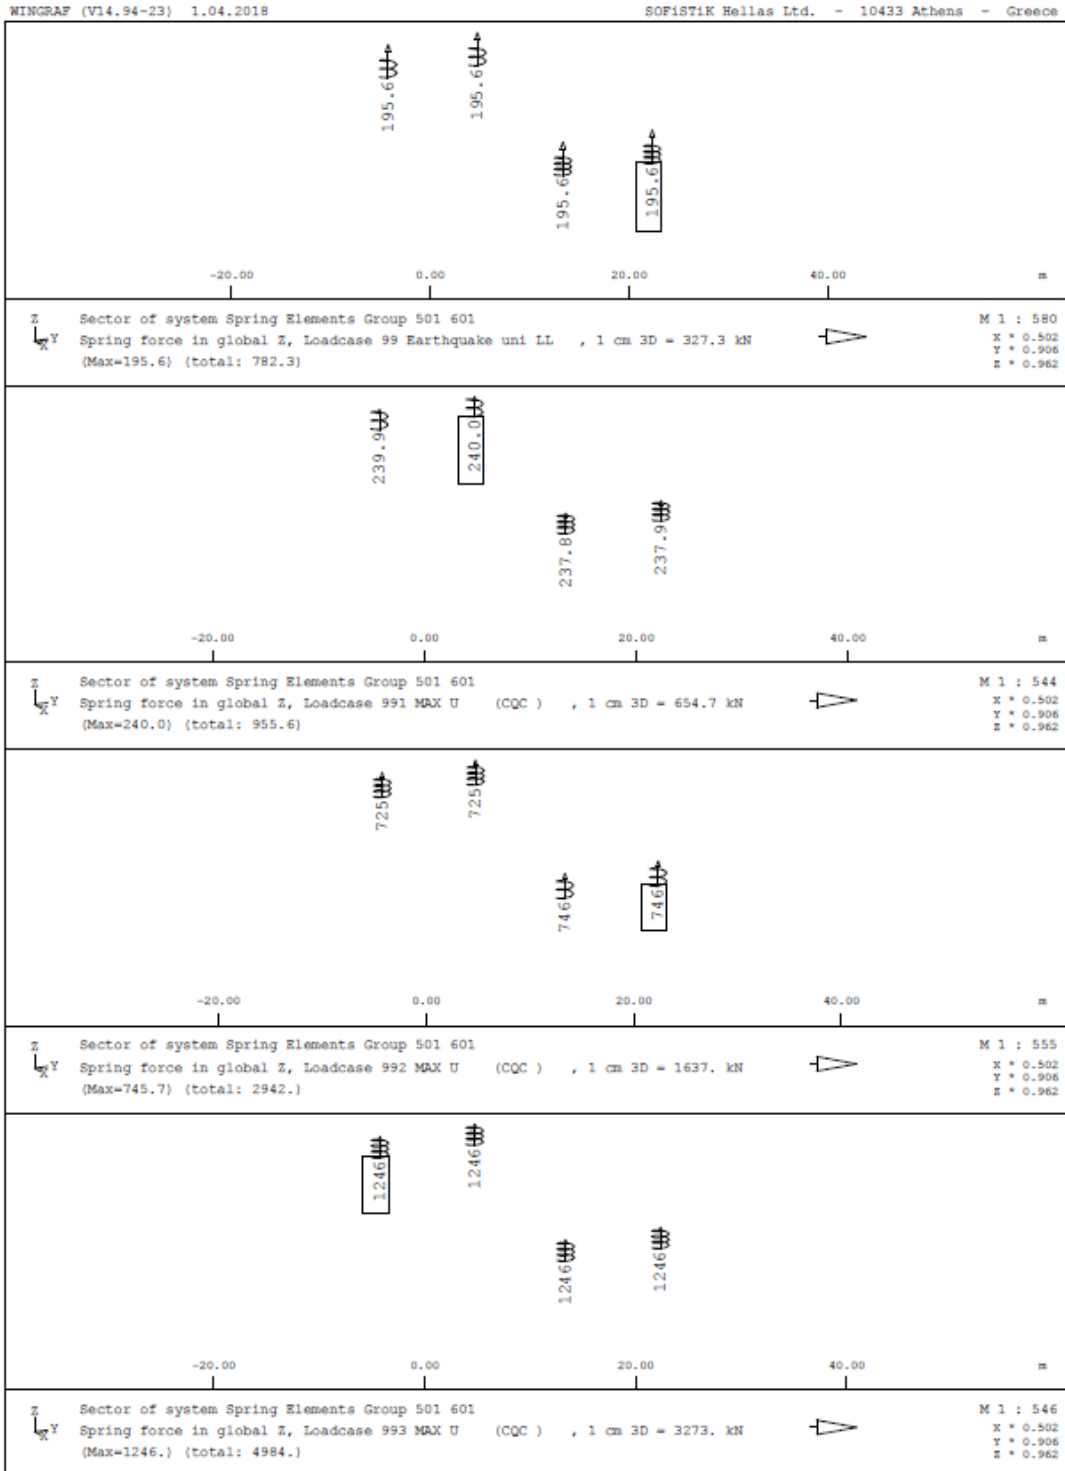 WINGRAF (V14.94-23) 1.04.2018 SOFiSTiK Hellas Ltd. - 10433 Athens - Greece
195.6
195.6
195.6
195.6
-20.00 0.00 20.00 40.00 m
Z Y X
Sector of system Spring Elements Group 501 601
Spring force in global Z, Loadcase 99 Earthquake uni LL , 1 cm 3D = 327.3 kN
(Max=195.6) (total: 782.3)
M 1 : 580
X * 0.502
Y * 0.906
Z * 0.962
239.9
240.0
237.8
237.9
-20.00 0.00 20.00 40.00 m
Z Y X
Sector of system Spring Elements Group 501 601
Spring force in global Z, Loadcase 991 MAX U (CQC ) , 1 cm 3D = 654.7 kN
(Max=240.0) (total: 955.6)
M 1 : 544
X * 0.502
Y * 0.906
Z * 0.962
725
725
746
746
-20.00 0.00 20.00 40.00 m
Z Y X
Sector of system Spring Elements Group 501 601
Spring force in global Z, Loadcase 992 MAX U (CQC ) , 1 cm 3D = 1637. kN
(Max=745.7) (total: 2942.)
M 1 : 555
X * 0.502
Y * 0.906
Z * 0.962
1246
1246
1246
1246
-20.00 0.00 20.00 40.00 m
Z Y X
Sector of system Spring Elements Group 501 601
Spring force in global Z, Loadcase 993 MAX U (CQC ) , 1 cm 3D = 3273. kN
(Max=1246.) (total: 4984.)
M 1 : 546
X * 0.502
Y * 0.906
Z * 0.962